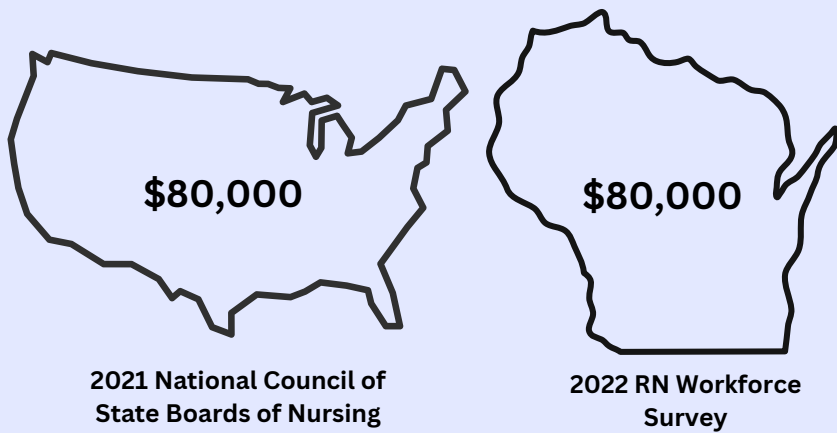 $80,000
2021 National Council of
State Boards of Nursing
$80,000
2022 RN Workforce
Survey